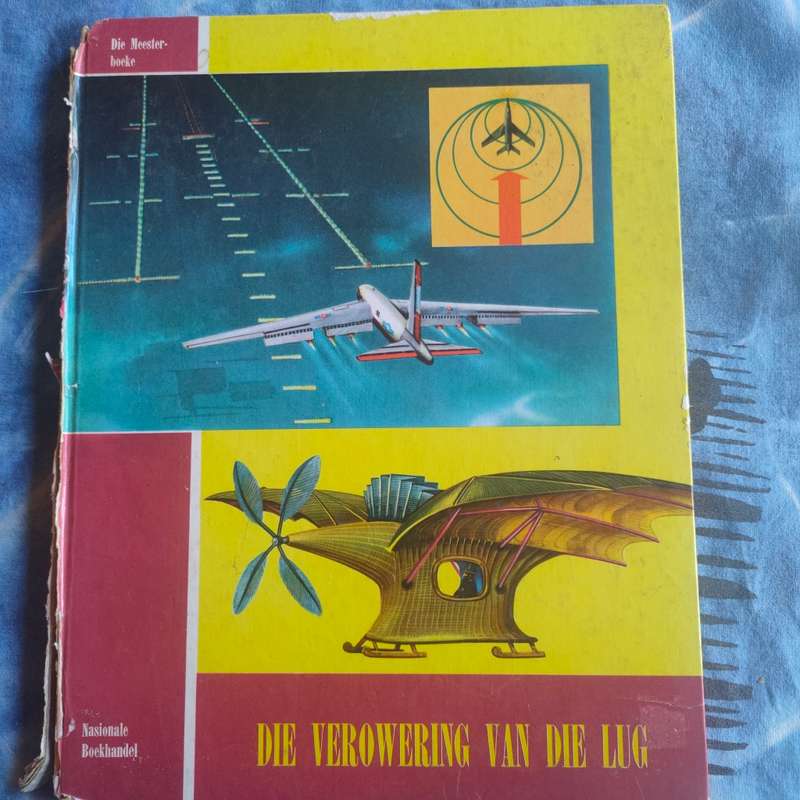 Die Meester-
boeke
Nasionale
Boekhandel
DIE VEROWERING VAN DIE LUG